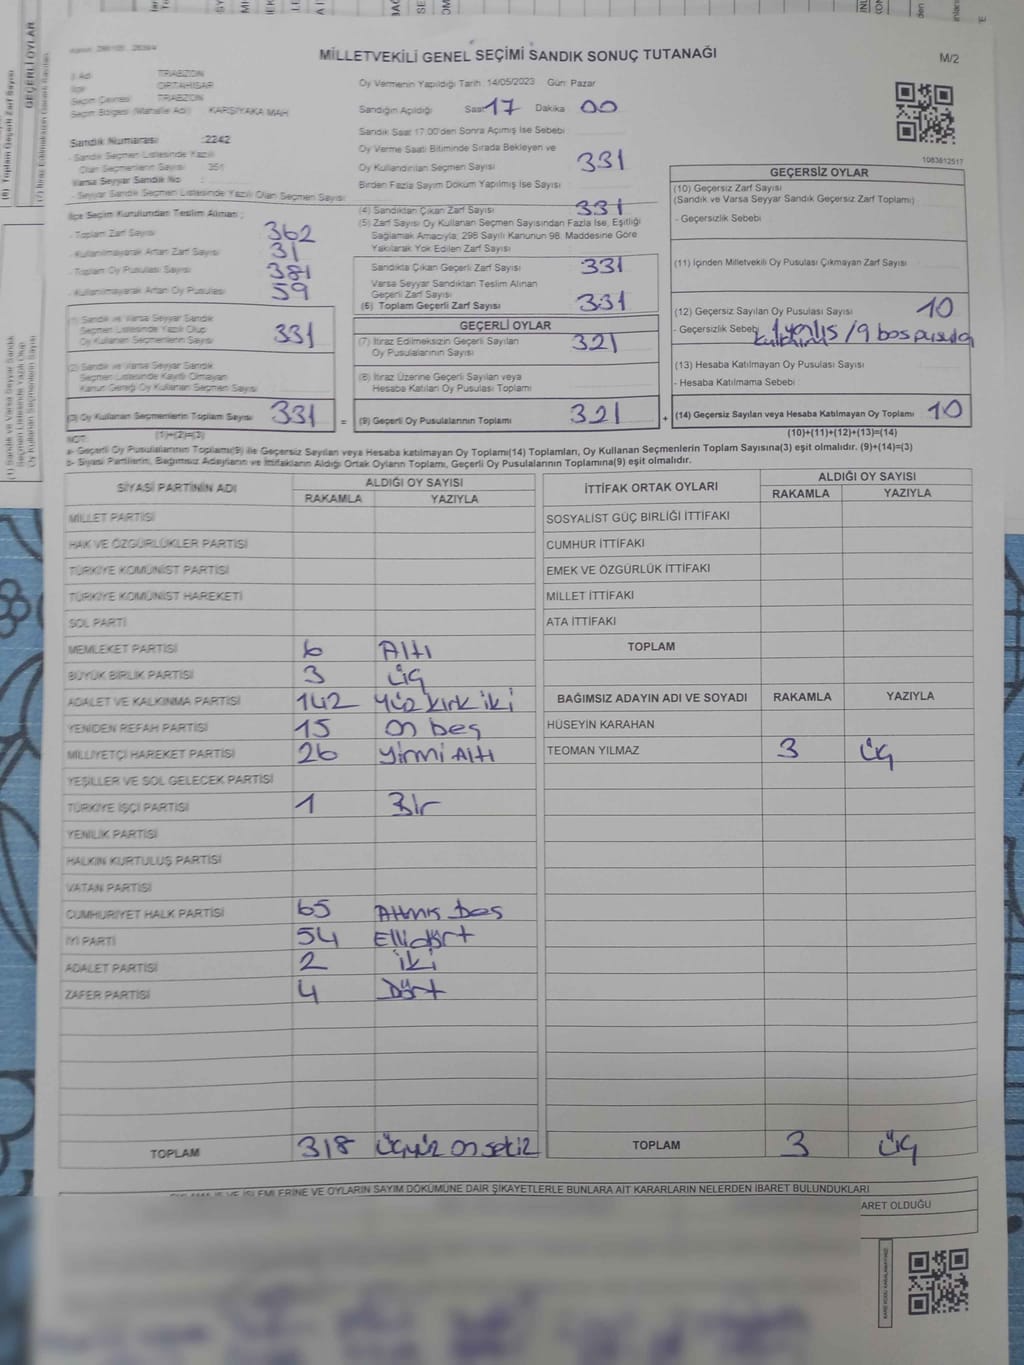 MİLLETVEKİLİ GENEL SEÇİMİ SANDIK SONUÇ TUTANAĞI
M/2
İl Adı TRABZON
İlçe ORTAHİSAR
Seçim Çevresi TRABZON
Seçim Bölgesi (Mahalle Adı) KARŞIYAKA MAH
Sandık Numarası :2242
- Sandık Seçmen Listesinde Yazılı
Olan Seçmenlerin Sayısı : 351
Varsa Seyyar Sandık No :
- Seyyar Sandık Seçmen Listesinde Yazılı Olan Seçmen Sayısı
Oy Vermenin Yapıldığı Tarih :14/05/2023 Gün: Pazar
Sandığın Açıldığı Saat 17 Dakika 00
Sandık Saat 17:00'den Sonra Açımış İse Sebebi
Oy Verme Saati Bitiminde Sırada Bekleyen ve
Oy Kullandırılan Seçmen Sayısı 331
Birden Fazla Sayım Döküm Yapılmış İse Sayısı
İlçe Seçim Kurulundan Teslim Alınan ;
- Toplam Zarf Sayısı 362
- Kullanılmayarak Artan Zarf Sayısı 31
- Toplam Oy Pusulası Sayısı 381
- Kullanılmayarak Artan Oy Pusulası 59
(1) Sandık ve Varsa Seyyar Sandık
Seçmen Listesinde Yazılı Olup
Oy Kullanan Seçmenlerin Sayısı 331
(2) Sandık ve Varsa Seyyar Sandık
Seçmen Listesinde Kayıtlı Olmayan
Kanun Gereği Oy Kullanan Seçmen Sayısı
(3) Oy Kullanan Seçmenlerin Toplam Sayısı 331 =
(1)+(2)=(3)
(4) Sandıktan Çıkan Zarf Sayısı 331
(5) Zarf Sayısı Oy Kullanan Seçmen Sayısından Fazla İse, Eşitliği
Sağlamak Amacıyla; 298 Sayılı Kanunun 98. Maddesine Göre
Yakılarak Yok Edilen Zarf Sayısı
Sandıkta Çıkan Geçerli Zarf Sayısı 331
Varsa Seyyar Sandıktan Teslim Alınan
Geçerli Zarf Sayısı
(6) Toplam Geçerli Zarf Sayısı 331
GEÇERLİ OYLAR
(7) İtiraz Edilmeksizin Geçerli Sayılan
Oy Pusulalarının Sayısı 321
(8) İtiraz Üzerine Geçerli Sayılan veya
Hesaba Katılan Oy Pusulası Toplamı
(9) Geçerli Oy Pusulalarının Toplamı 321 +
1083612517
GEÇERSİZ OYLAR
(10) Geçersiz Zarf Sayısı
(Sandık ve Varsa Seyyar Sandık Geçersiz Zarf Toplamı)
- Geçersizlik Sebebi
(11) İçinden Milletvekili Oy Pusulası Çıkmayan Zarf Sayısı
(12) Geçersiz Sayılan Oy Pusulası Sayısı 10
- Geçersizlik Sebebi 1 yanlış / 9 bos pusula
(13) Hesaba Katılmayan Oy Pusulası Sayısı
- Hesaba Katılmama Sebebi
(14) Geçersiz Sayılan veya Hesaba Katılmayan Oy Toplamı 10
(10)+(11)+(12)+(13)=(14)
NOT:
a- Geçerli Oy Pusulalarının Toplamı(9) ile Geçersiz Sayılan veya Hesaba katılmayan Oy Toplamı(14) Toplamları, Oy Kullanan Seçmenlerin Toplam Sayısına(3) eşit olmalıdır. (9)+(14)=(3)
b- Siyasi Partilerin, Bağımsız Adayların ve İttifakların Aldığı Ortak Oyların Toplamı, Geçerli Oy Pusulalarının Toplamına(9) eşit olmalıdır.
SİYASİ PARTİNİN ADI
ALDIĞI OY SAYISI
RAKAMLA YAZIYLA
MİLLET PARTİSİ
HAK VE ÖZGÜRLÜKLER PARTİSİ
TÜRKİYE KOMÜNİST PARTİSİ
TÜRKİYE KOMÜNİST HAREKETİ
SOL PARTİ
MEMLEKET PARTİSİ 6 Altı
BÜYÜK BİRLİK PARTİSİ 3 üç
ADALET VE KALKINMA PARTİSİ 142 Yüz kırk iki
YENİDEN REFAH PARTİSİ 15 on beş
MİLLİYETÇİ HAREKET PARTİSİ 26 Yirmi Altı
YEŞİLLER VE SOL GELECEK PARTİSİ
TÜRKİYE İŞÇİ PARTİSİ 1 Bir
YENİLİK PARTİSİ
HALKIN KURTULUŞ PARTİSİ
VATAN PARTİSİ
CUMHURİYET HALK PARTİSİ 65 Atmış beş
İYİ PARTİ 54 Elli dört
ADALET PARTİSİ 2 iki
ZAFER PARTİSİ 4 Dört
TOPLAM 318 üçyüz on sekiz
İTTİFAK ORTAK OYLARI
ALDIĞI OY SAYISI
RAKAMLA YAZIYLA
SOSYALİST GÜÇ BİRLİĞİ İTTİFAKI
CUMHUR İTTİFAKI
EMEK VE ÖZGÜRLÜK İTTİFAKI
MİLLET İTTİFAKI
ATA İTTİFAKI
TOPLAM
BAĞIMSIZ ADAYIN ADI VE SOYADI RAKAMLA YAZIYLA
HÜSEYİN KARAHAN
TEOMAN YILMAZ 3 üç
TOPLAM 3 üç
İŞLEMLERİNE VE OYLARIN SAYIM DÖKÜMÜNE DAİR ŞİKAYETLERLE BUNLARA AİT KARARLARIN NELERDEN İBARET BULUNDUKLARI
ARET OLDUĞU